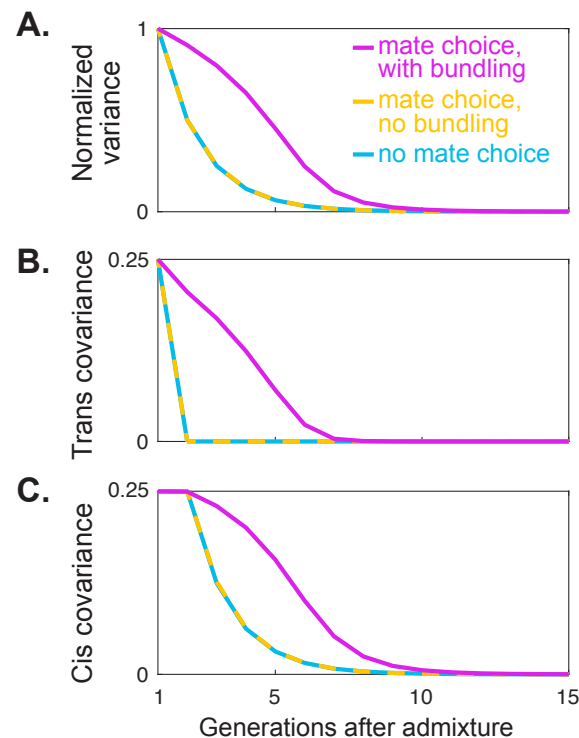 A.
1
Normalized
variance
0
mate choice,
with bundling
mate choice,
no bundling
no mate choice
B.
0.25
Trans covariance
0
C.
0.25
Cis covariance
0
1
5
10
15
Generations after admixture